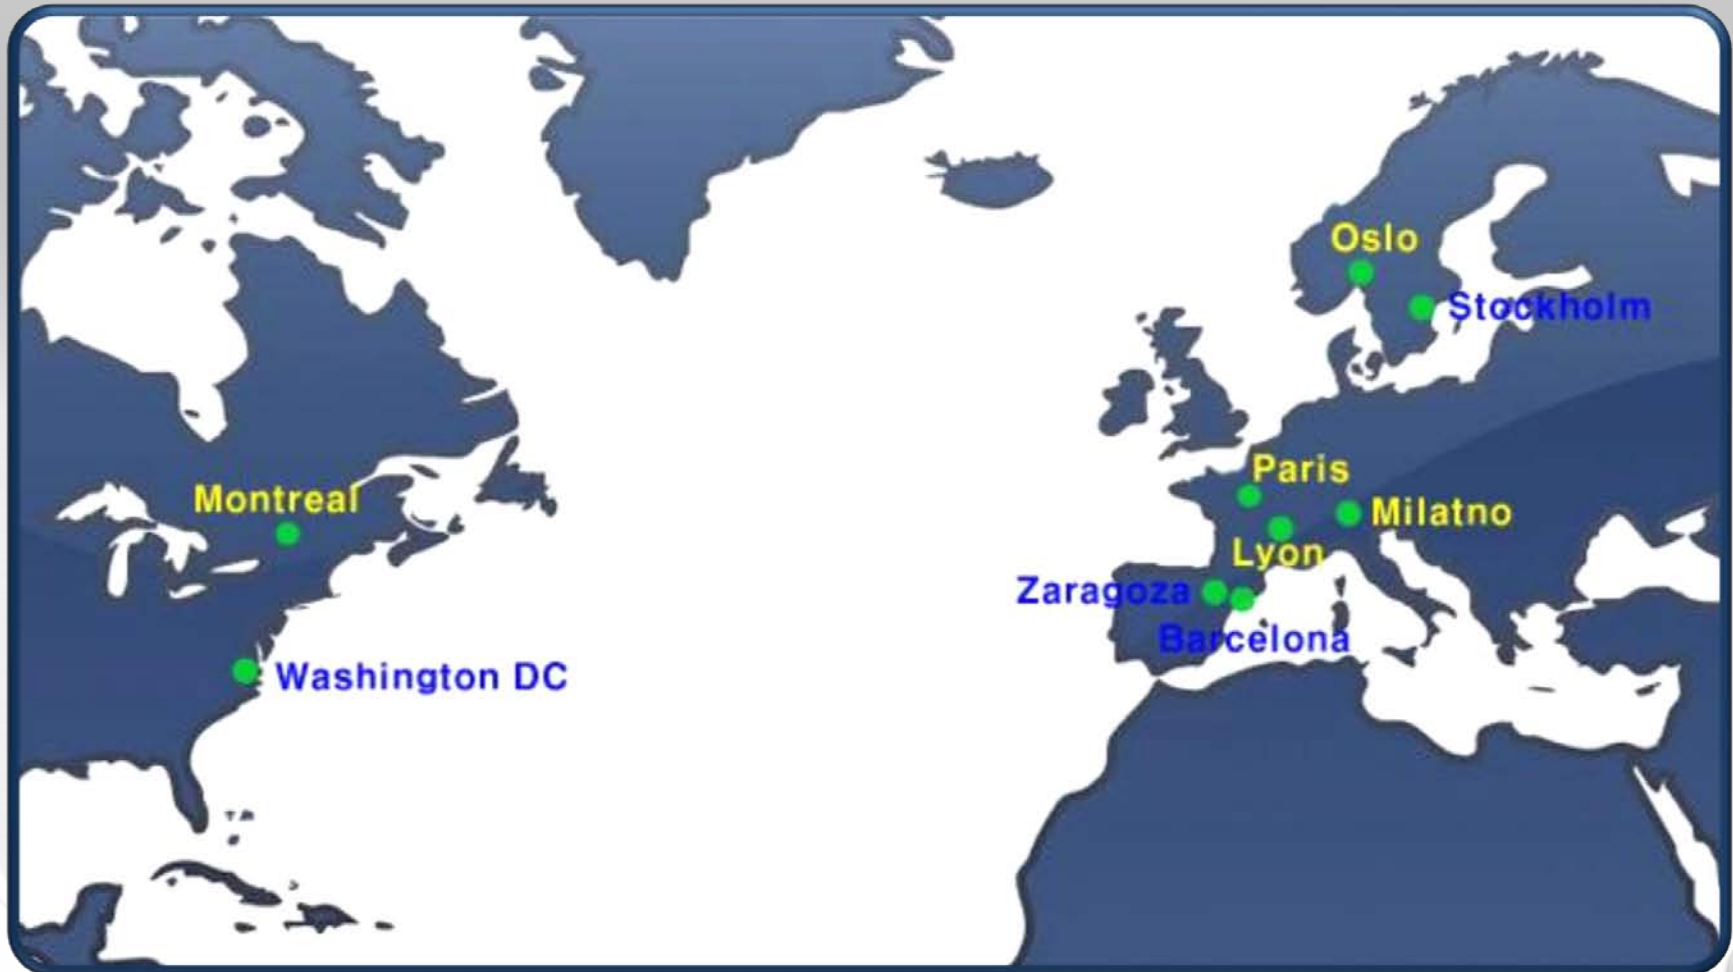 Oslo
Stockholm
Paris
Montreal
Milatno
Lyon
Zaragoza
Barcelona
Washington DC